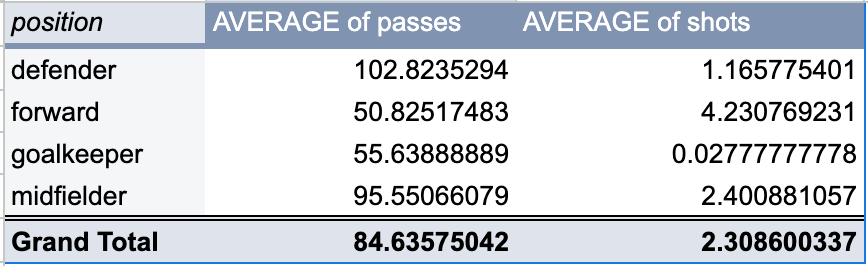 position AVERAGE of passes AVERAGE of shots
defender 102.8235294 1.165775401
forward 50.82517483 4.230769231
goalkeeper 55.63888889 0.02777777778
midfielder 95.55066079 2.400881057
Grand Total 84.63575042 2.308600337